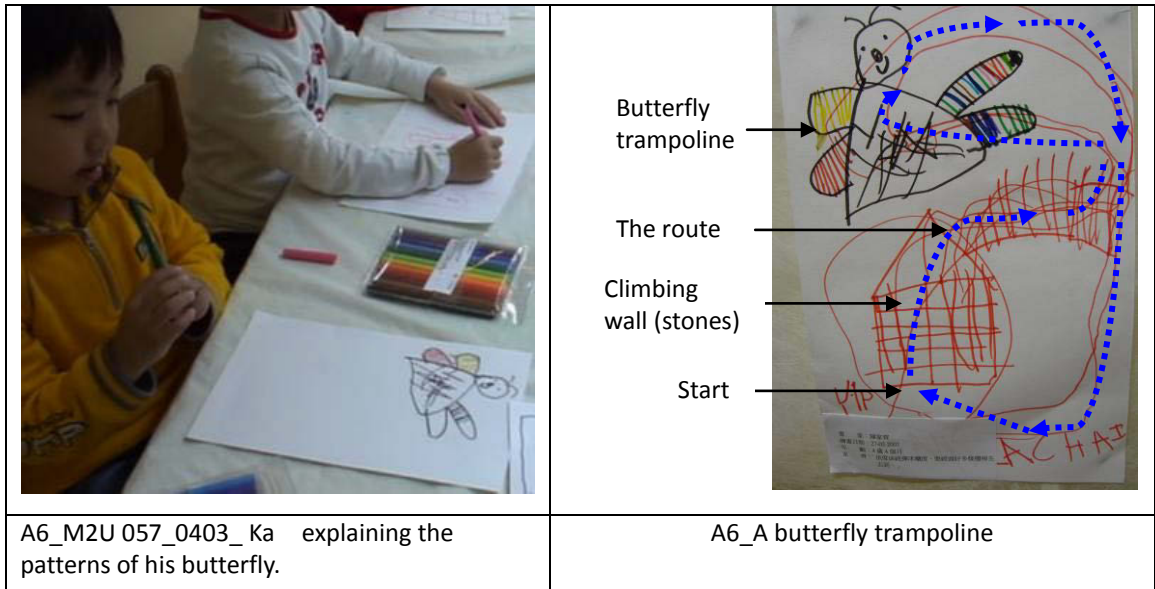 Butterfly
trampoline
The route
Climbing
wall (stones)
Start
YIP
ACHAI
A6_M2U 057_0403_ Ka explaining the
patterns of his butterfly.
A6_A butterfly trampoline